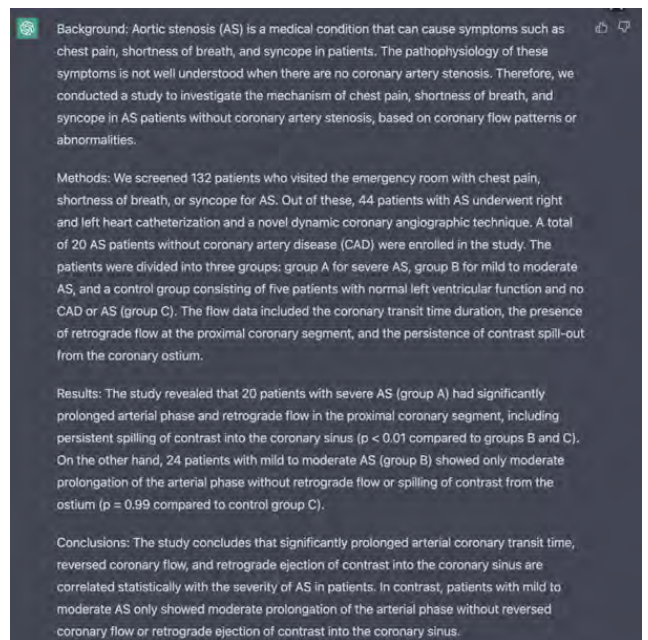 Background: Aortic stenosis (AS) is a medical condition that can cause symptoms such as
chest pain, shortness of breath, and syncope in patients. The pathophysiology of these
symptoms is not well understood when there are no coronary artery stenosis. Therefore, we
conducted a study to investigate the mechanism of chest pain, shortness of breath, and
syncope in AS patients without coronary artery stenosis, based on coronary flow patterns or
abnormalities.
Methods: We screened 132 patients who visited the emergency room with chest pain,
shortness of breath, or syncope for AS. Out of these, 44 patients with AS underwent right
and left heart catheterization and a novel dynamic coronary angiographic technique. A total
of 20 AS patients without coronary artery disease (CAD) were enrolled in the study. The
patients were divided into three groups: group A for severe AS, group B for mild to moderate
AS, and a control group consisting of five patients with normal left ventricular function and no
CAD or AS (group C). The flow data included the coronary transit time duration, the presence
of retrograde flow at the proximal coronary segment, and the persistence of contrast spill-out
from the coronary ostium.
Results: The study revealed that 20 patients with severe AS (group A) had significantly
prolonged arterial phase and retrograde flow in the proximal coronary segment, including
persistent spilling of contrast into the coronary sinus (p < 0.01 compared to groups B and C).
On the other hand, 24 patients with mild to moderate AS (group B) showed only moderate
prolongation of the arterial phase without retrograde flow or spilling of contrast from the
ostium (p = 0.99 compared to control group C).
Conclusions: The study concludes that significantly prolonged arterial coronary transit time,
reversed coronary flow, and retrograde ejection of contrast into the coronary sinus are
correlated statistically with the severity of AS in patients. In contrast, patients with mild to
moderate AS only showed moderate prolongation of the arterial phase without reversed
coronary flow or retrograde ejection of contrast into the coronary sinus.